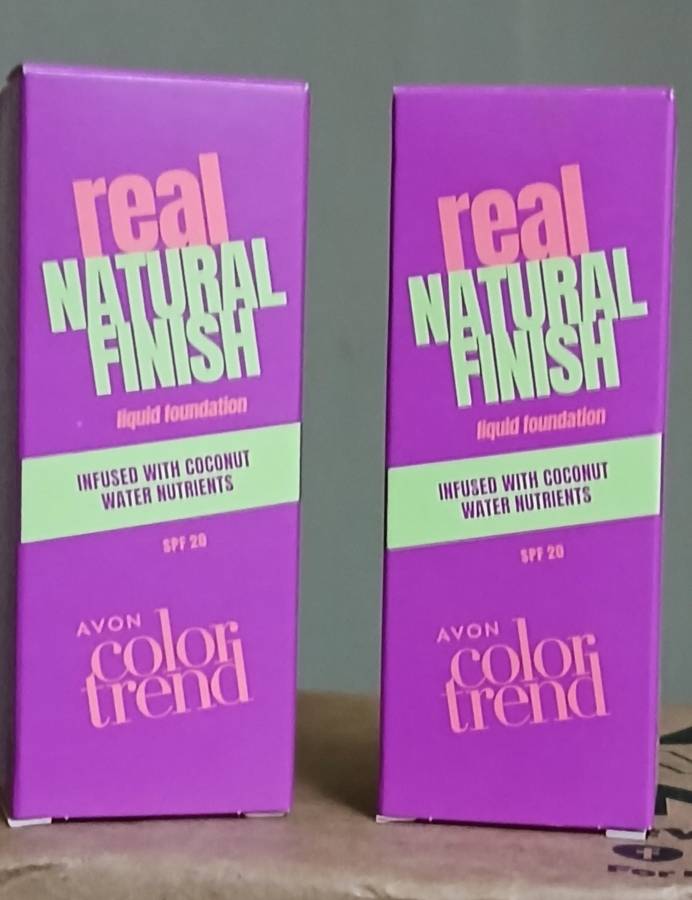 real
NATURAL
FINISH
liquid foundation
INFUSED WITH COCONUT
WATER NUTRIENTS
SPF 20
AVON
color
trend
real
NATURAL
FINISH
liquid foundation
INFUSED WITH COCONUT
WATER NUTRIENTS
SPF 20
AVON
color
trend